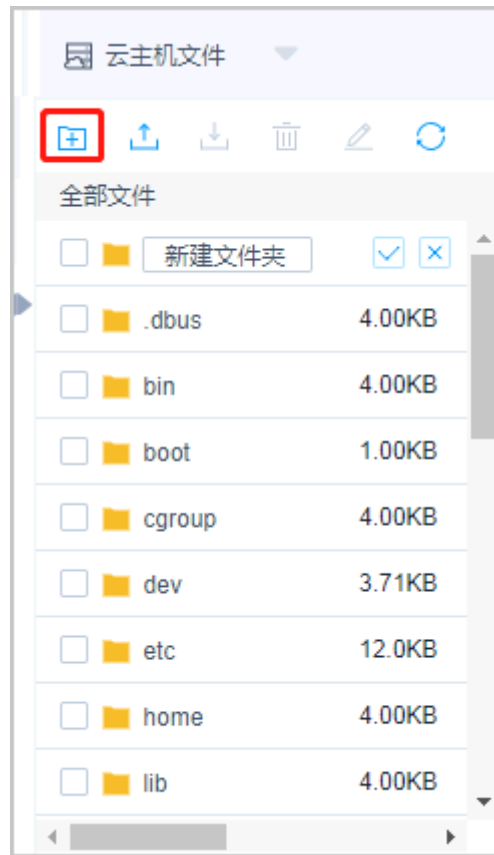 云主机文件
全部文件
新建文件夹
.dbus 4.00KB
bin 4.00KB
boot 1.00KB
cgroup 4.00KB
dev 3.71KB
etc 12.0KB
home 4.00KB
lib 4.00KB